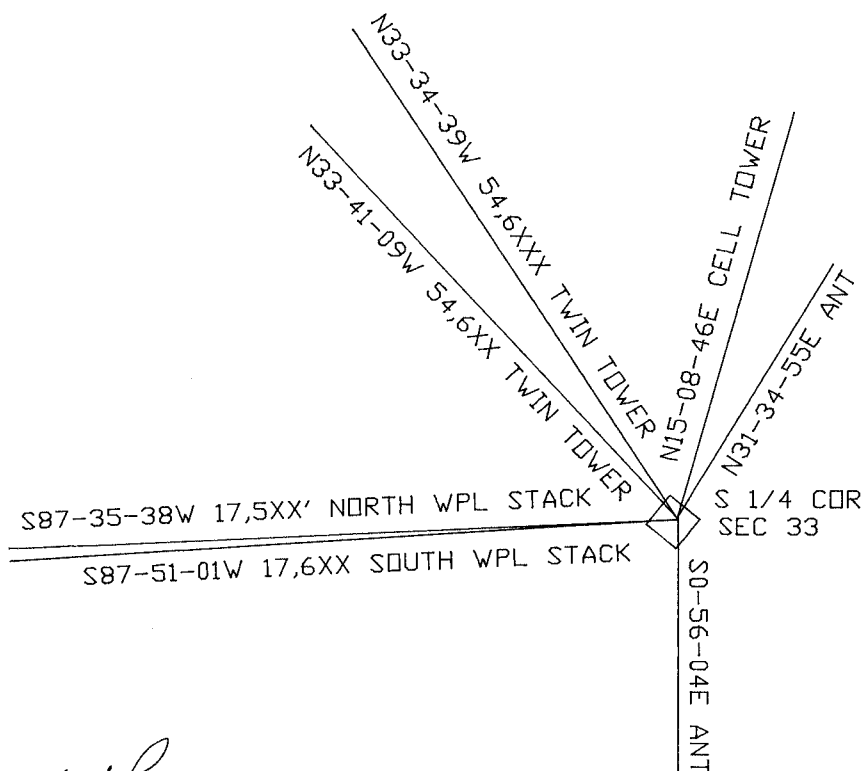 N33-34-39W 54,6XXX TWIN TOWER
N33-41-09W 54,6XX TWIN TOWER
N15-08-46E CELL TOWER
N31-34-55E ANT
S87-35-38W 17,5XX' NORTH WPL STACK
S 1/4 COR
SEC 33
S87-51-01W 17,6XX SOUTH WPL STACK
S0-56-04E ANT